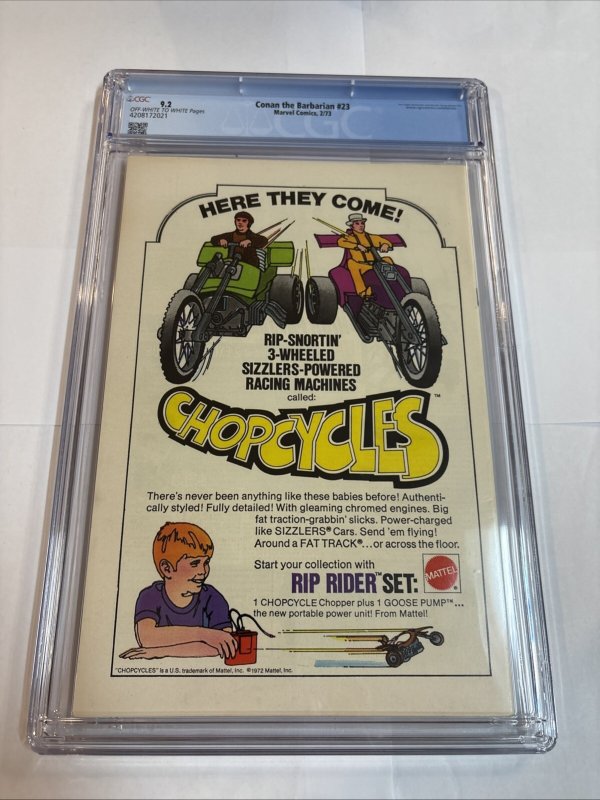 CGC 9.2
OFF-WHITE TO WHITE Pages
4208172021
Conan the Barbarian #23
Marvel Comics, 2/73
CGC
HERE THEY COME!
RIP-SNORTIN'
3-WHEELED
SIZZLERS-POWERED
RACING MACHINES
called:
CHOPCYCLES™
There's never been anything like these babies before! Authenti-
cally styled! Fully detailed! With gleaming chromed engines. Big
fat traction-grabbin' slicks. Power-charged
like SIZZLERS® Cars. Send 'em flying!
Around a FAT TRACK®...or across the floor.
Start your collection with
RIP RIDER™ SET:
MATTEL
®
1 CHOPCYCLE Chopper plus 1 GOOSE PUMP™...
the new portable power unit! From Mattel!
"CHOPCYCLES" is a U.S. trademark of Mattel, Inc. ©1972 Mattel, Inc.